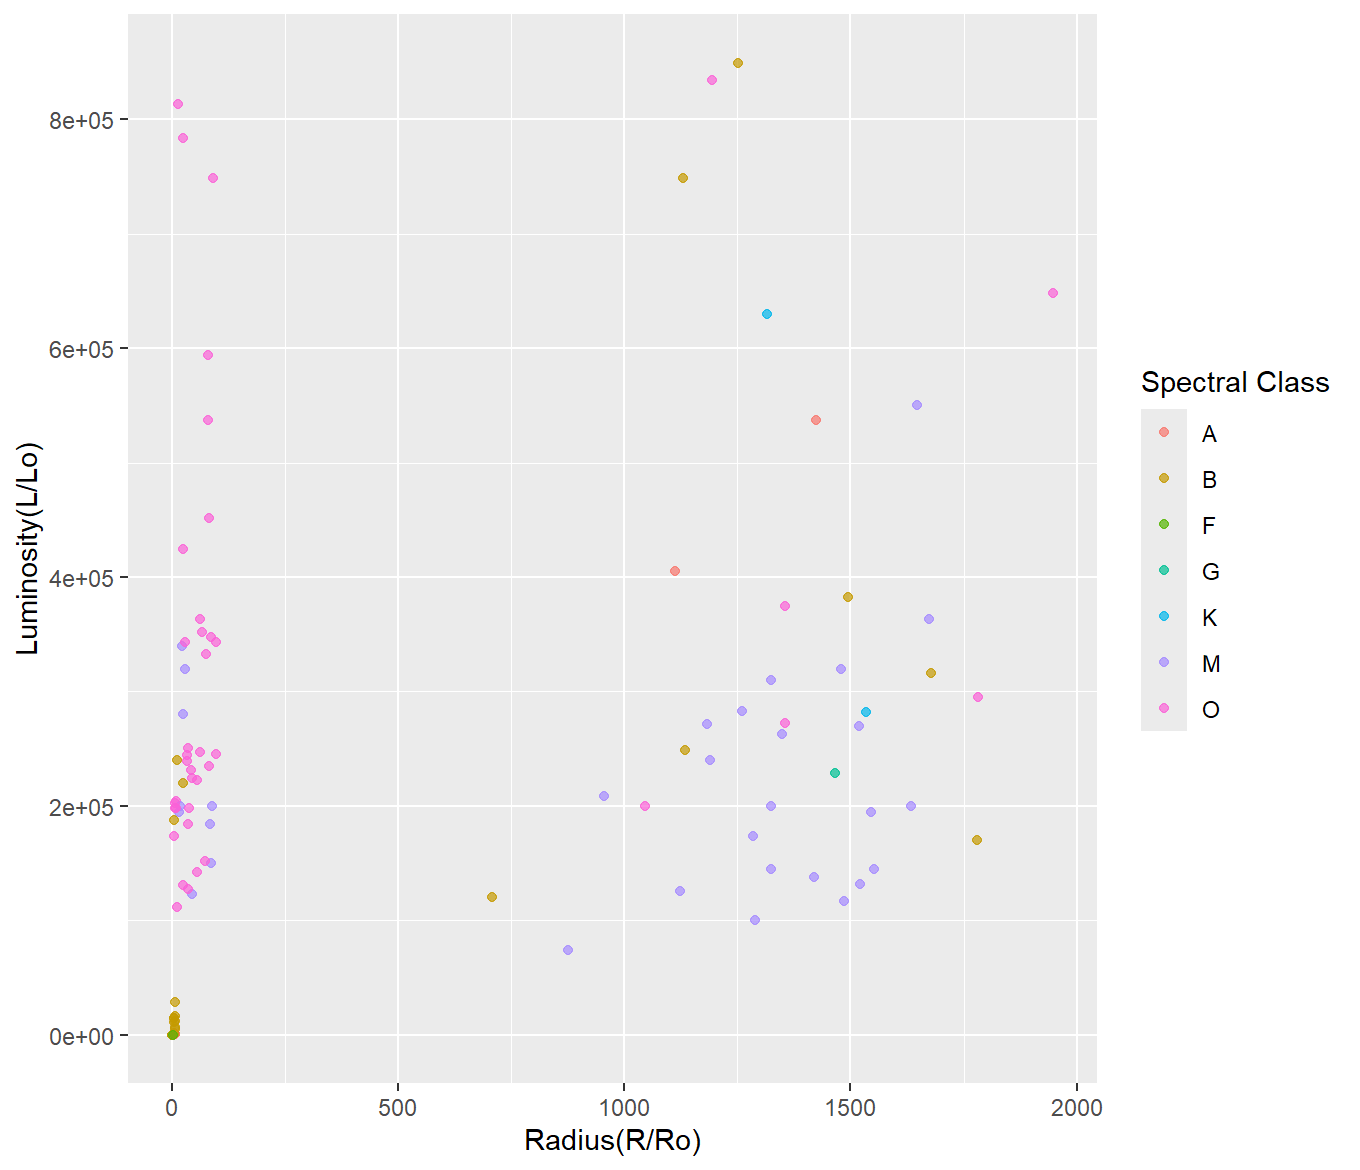 8e+05
6e+05
4e+05
2e+05
0e+00
Luminosity(L/Lo)
0
500
1000
1500
2000
Radius(R/Ro)
Spectral Class
A
B
F
G
K
M
O